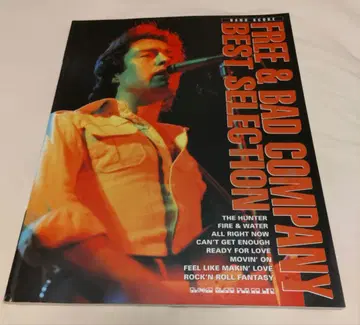 BAND SCORE
FREE & BAD COMPANY
BEST SELECTION
THE HUNTER
FIRE & WATER
ALL RIGHT NOW
CAN'T GET ENOUGH
READY FOR LOVE
MOVIN' ON
FEEL LIKE MAKIN' LOVE
ROCK'N ROLL FANTASY